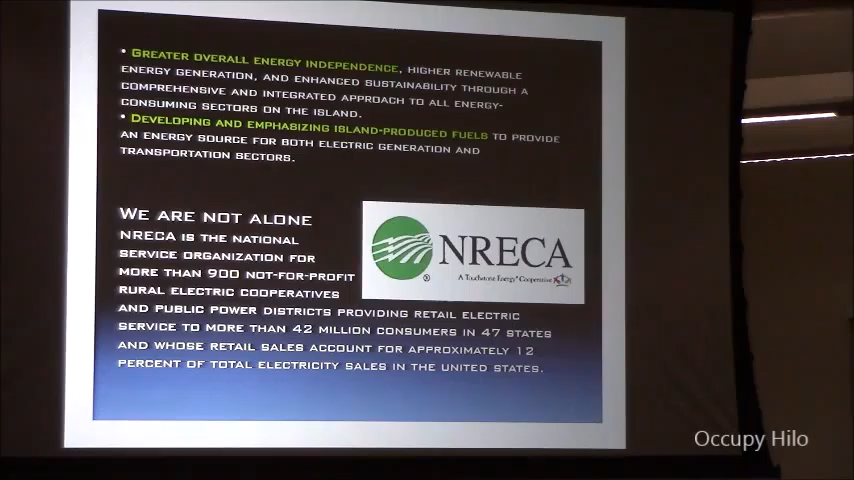 • Greater overall energy independence, higher renewable
energy generation, and enhanced sustainability through a
comprehensive and integrated approach to all energy-
consuming sectors on the island.
• Developing and emphasizing island-produced fuels to provide
an energy source for both electric generation and
transportation sectors.
We are not alone
NRECA is the national
service organization for
more than 900 not-for-profit
rural electric cooperatives
and public power districts providing retail electric
service to more than 42 million consumers in 47 states
and whose retail sales account for approximately 12
percent of total electricity sales in the United States.
NRECA
®
A Touchstone Energy® Cooperative
Occupy Hilo